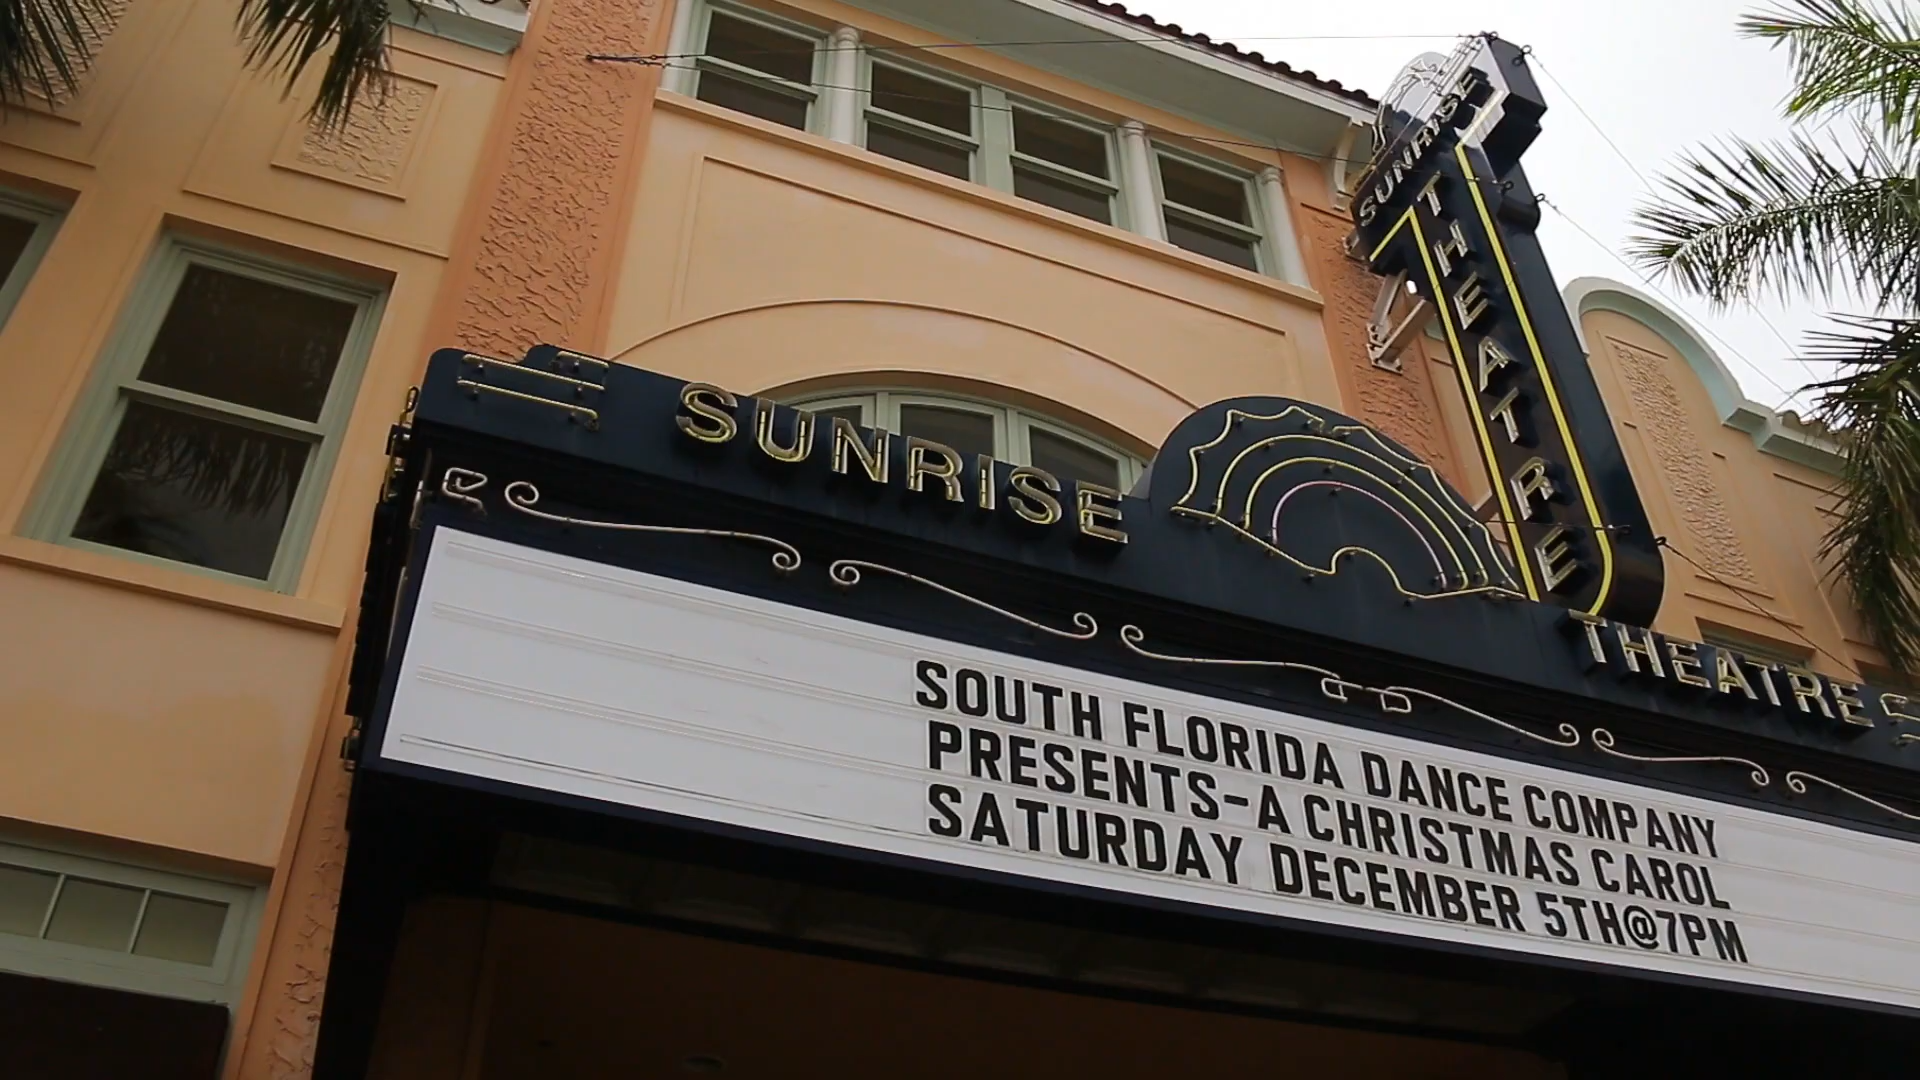 SUNRISE
THEATRE
SUNRISE
THEATRE
SOUTH FLORIDA DANCE COMPANY
PRESENTS-A CHRISTMAS CAROL
SATURDAY DECEMBER 5TH@7PM